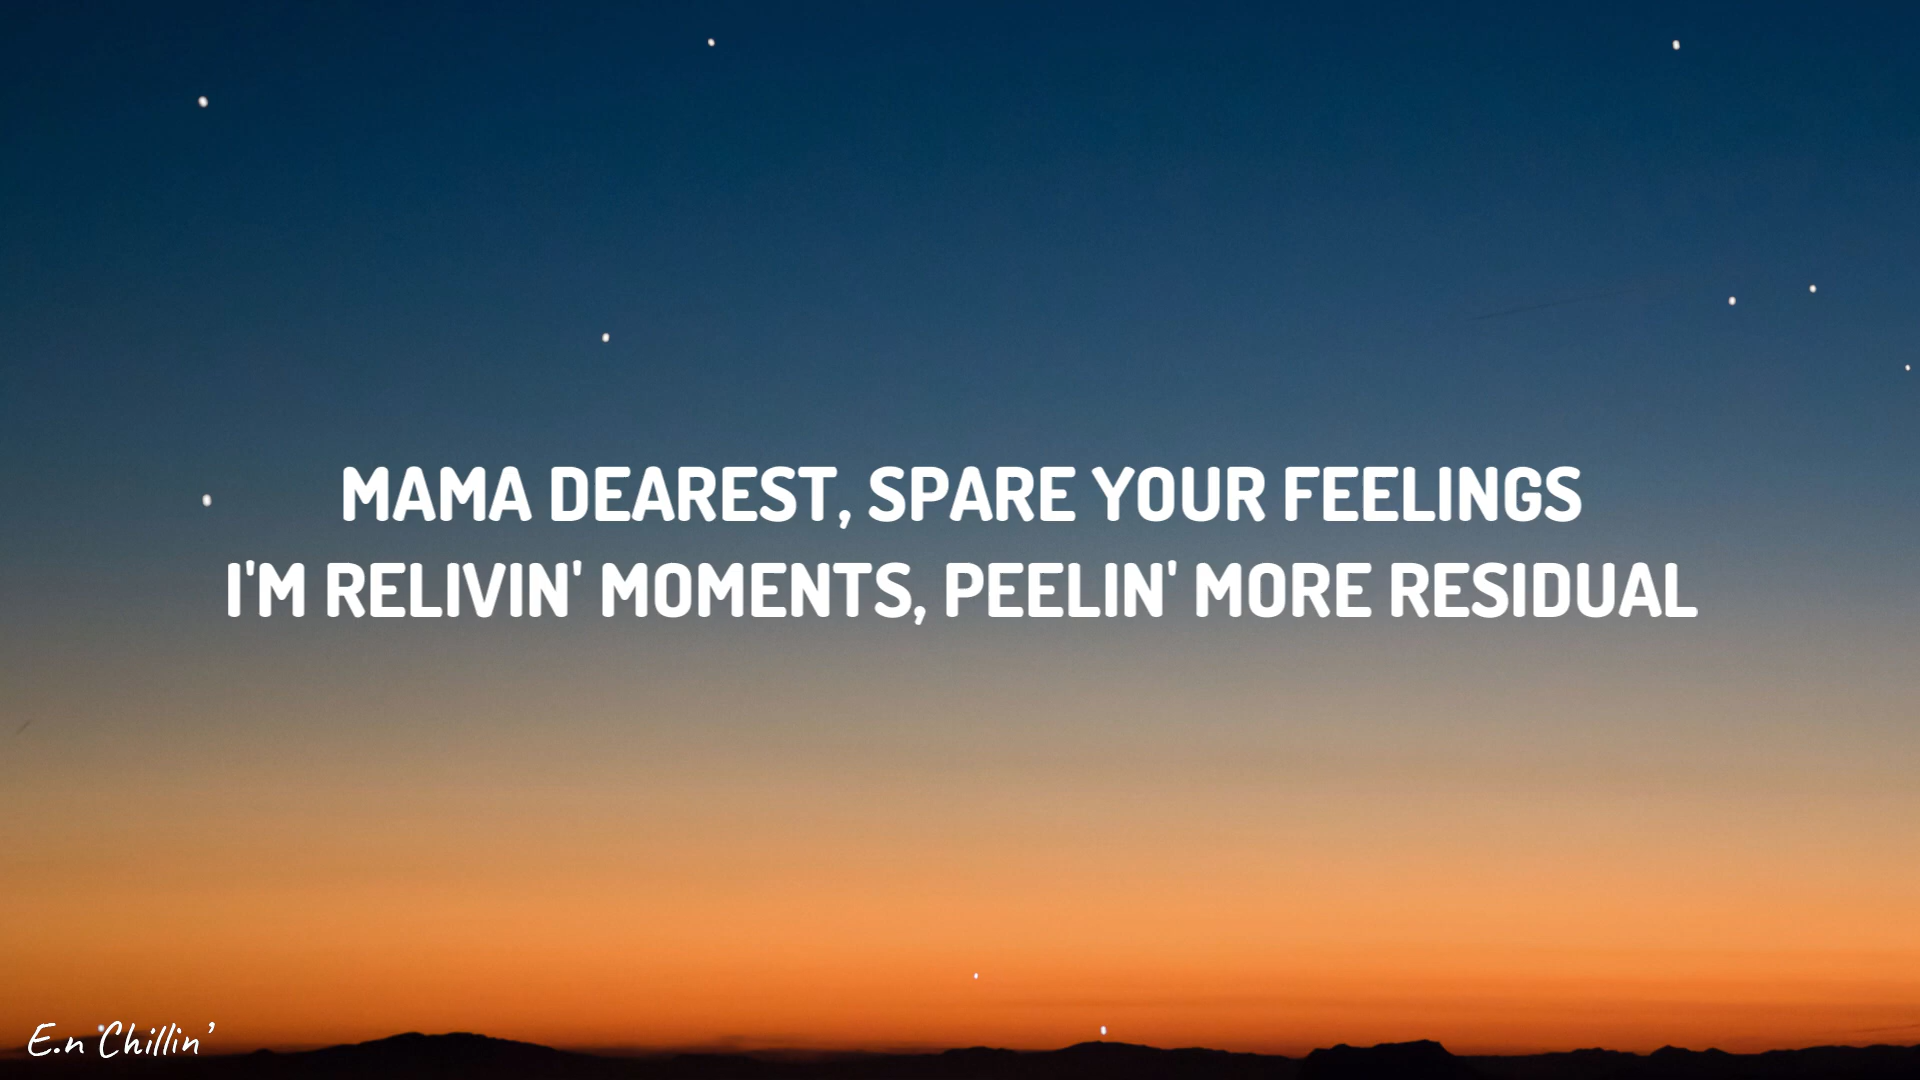 MAMA DEAREST, SPARE YOUR FEELINGS
I'M RELIVIN' MOMENTS, PEELIN' MORE RESIDUAL
E.n Chillin'